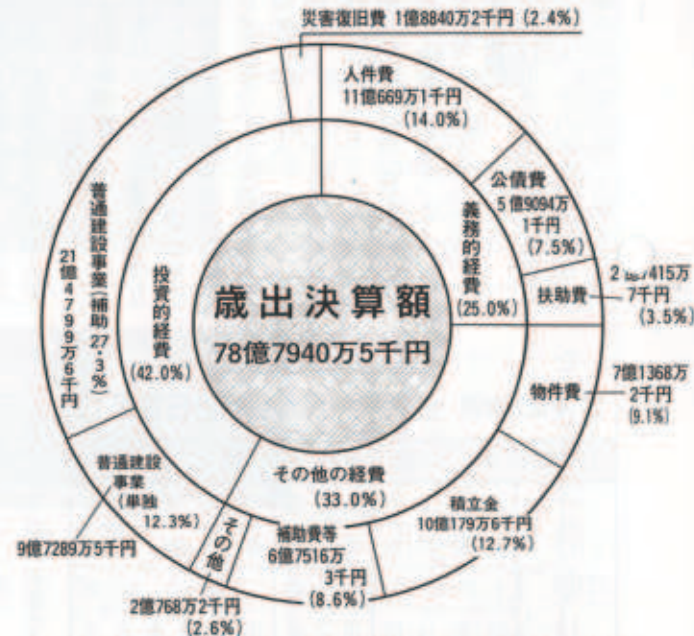 災害復旧費 1億8840万2千円 (2.4%)
人件費
11億669万1千円
(14.0%)
公債費
5億9094万
1千円
(7.5%)
扶助費
2億7415万
7千円
(3.5%)
義務的経費
(25.0%)
物件費
7億1368万
2千円
(9.1%)
積立金
10億179万6千円
(12.7%)
その他の経費
(33.0%)
補助費等
6億7516万
3千円
(8.6%)
その他
2億768万2千円
(2.6%)
普通建設
事業
(単独
12.3%)
9億7289万5千円
普通建設事業(補助27.3%)
21億4799万6千円
投資的経費
(42.0%)
歳出決算額
78億7940万5千円